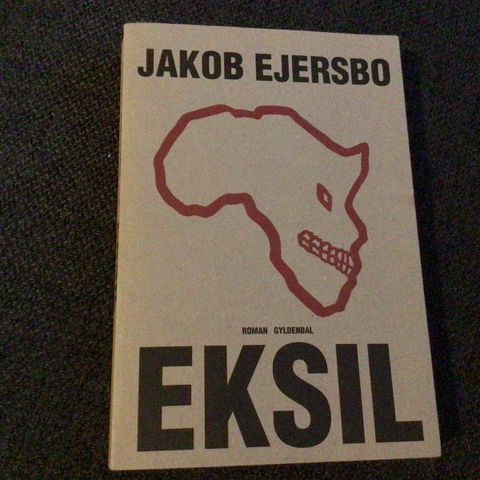 JAKOB EJERSBO
ROMAN GYLDENDAL
EKSIL